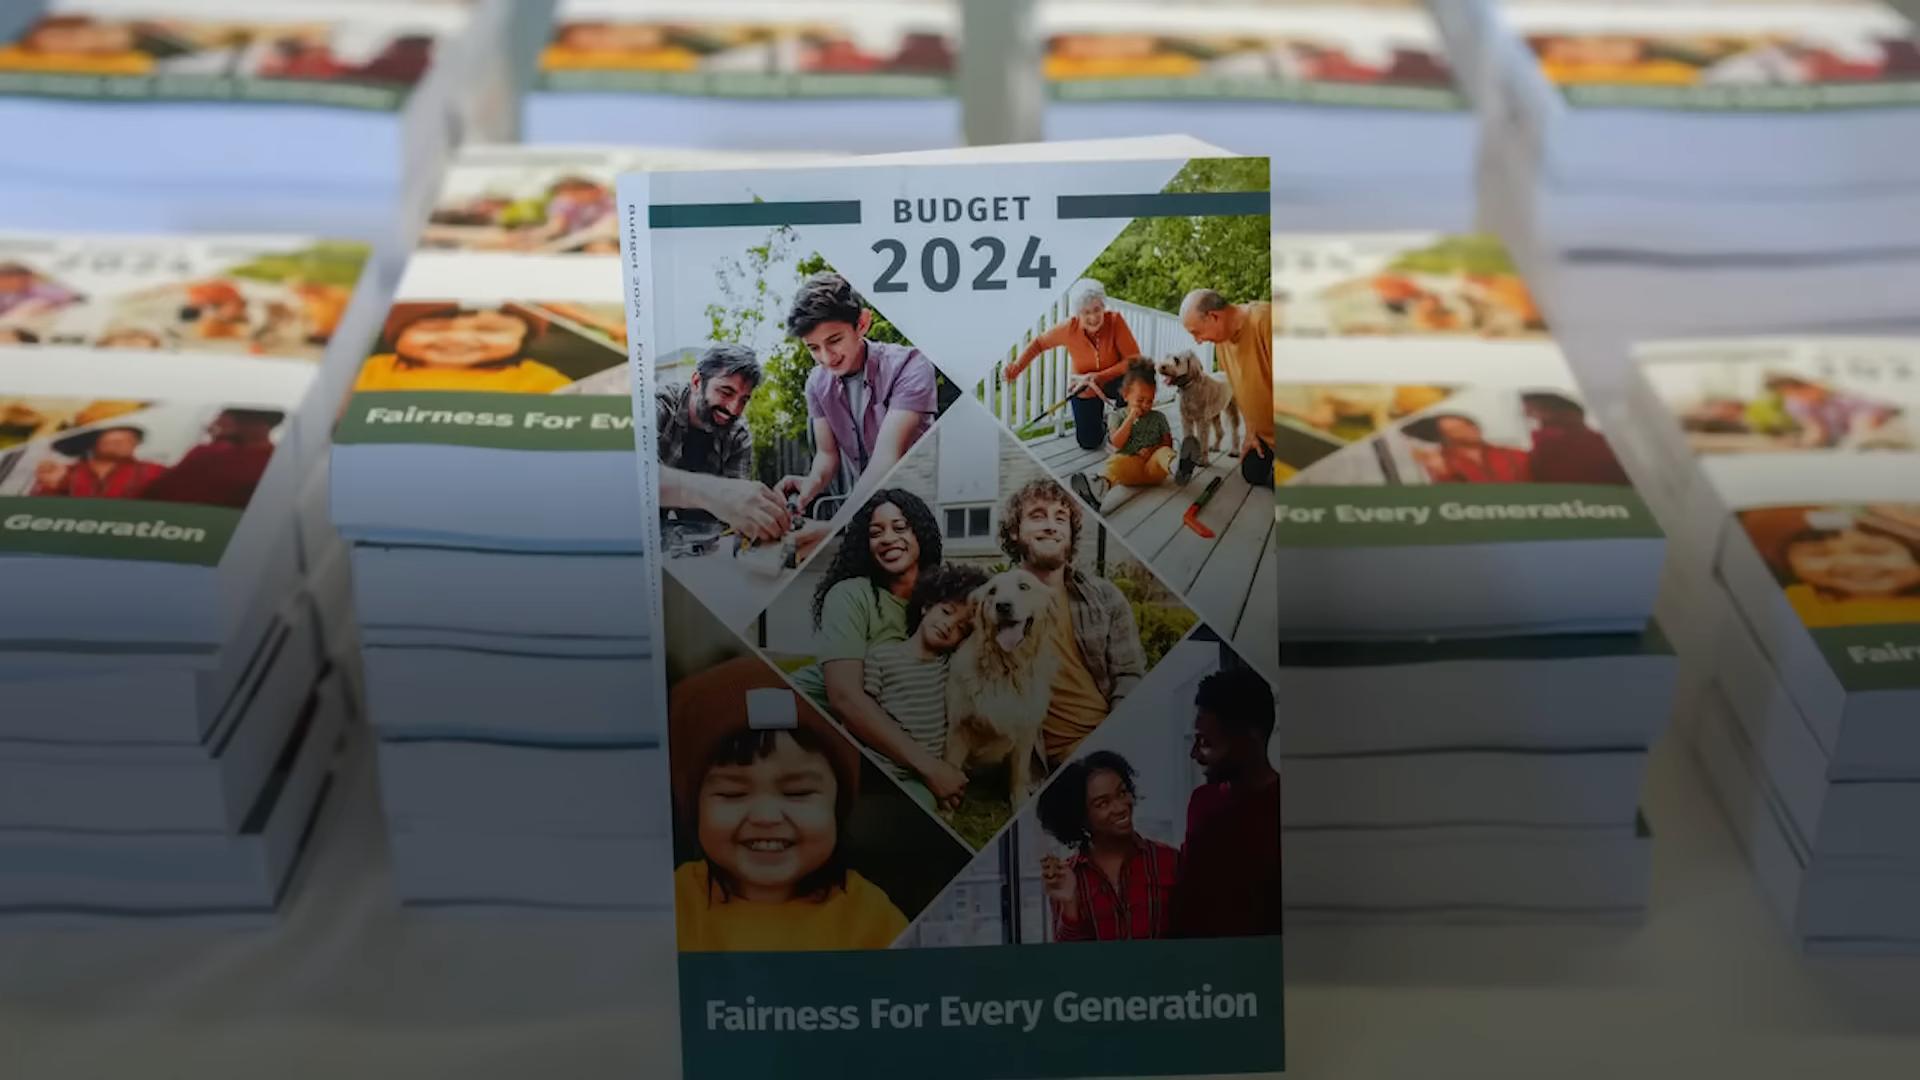 BUDGET
2024
Budget 2024 – Fairness For Every Generation
Fairness For Every Generation
Fairness For Ev
Generation
For Every Generation
Fair
2024